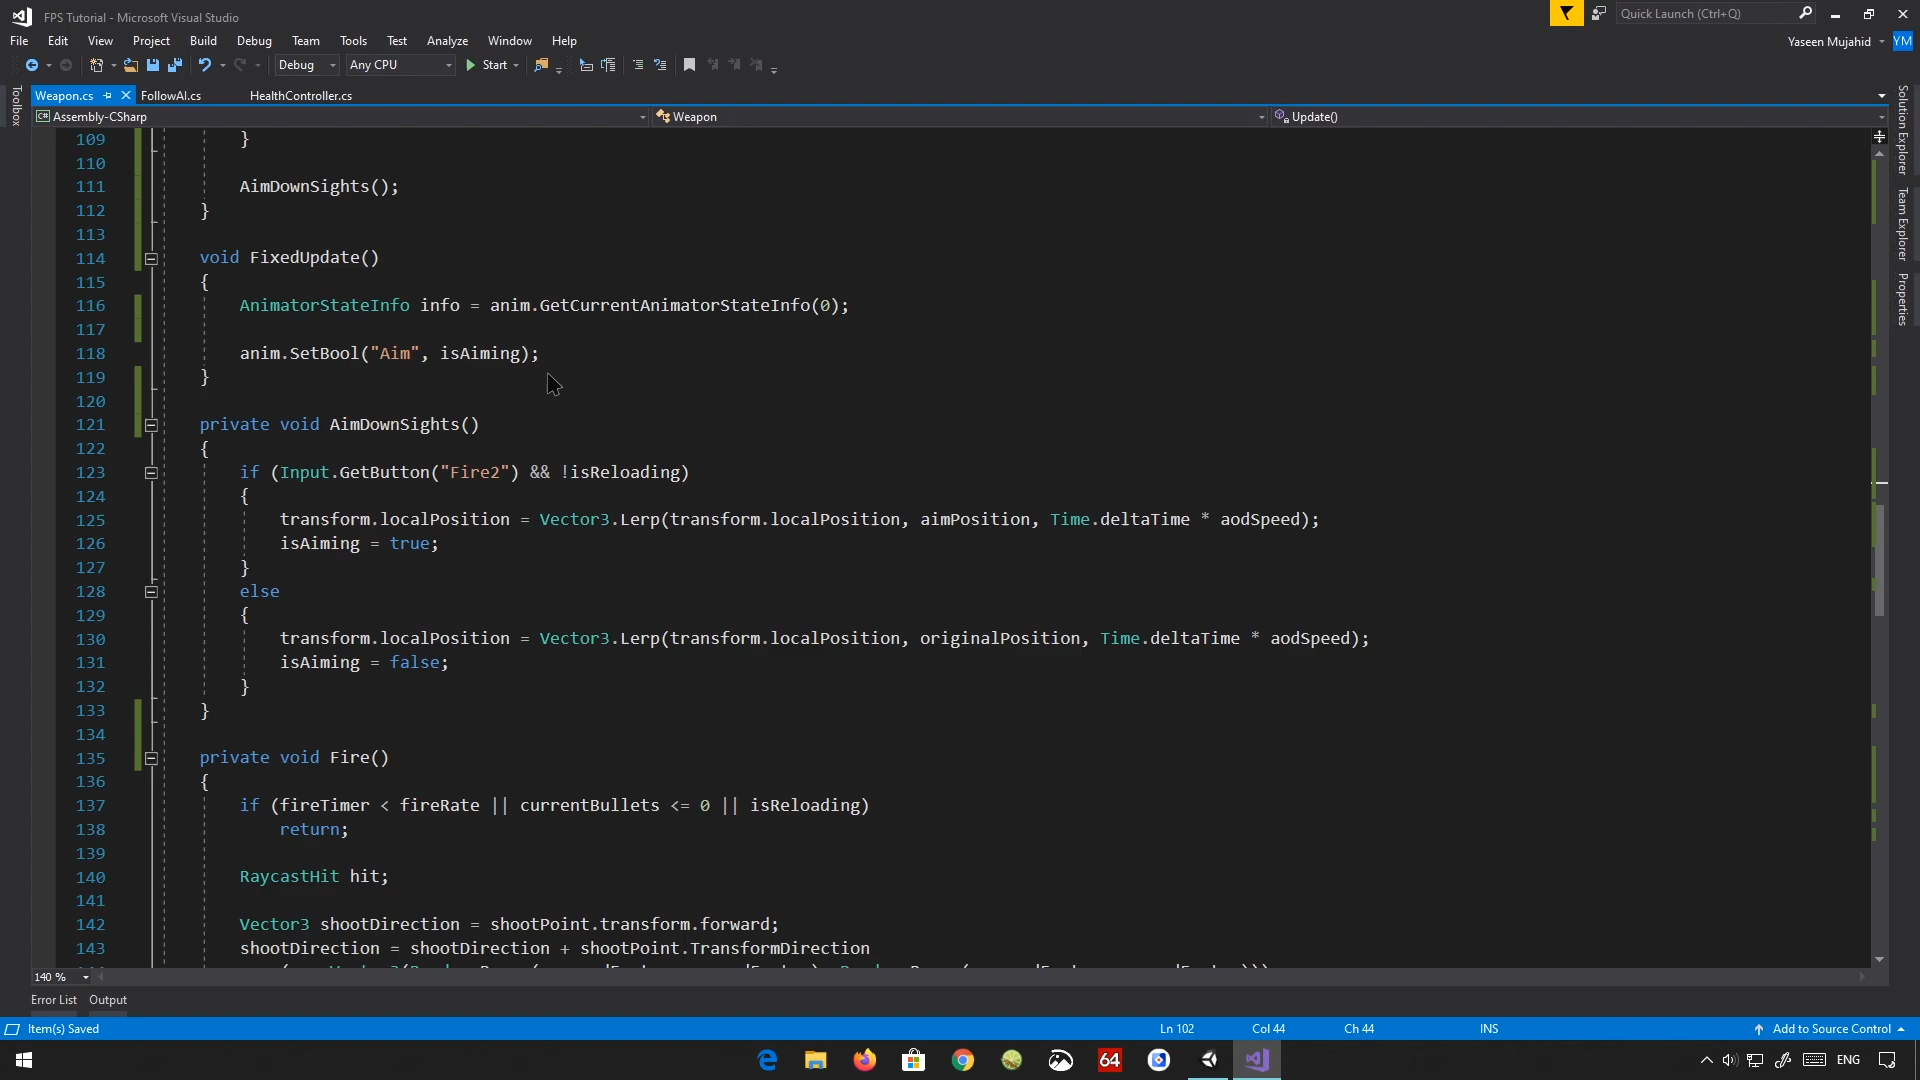 FPS Tutorial - Microsoft Visual Studio
Quick Launch (Ctrl+Q)
File Edit View Project Build Debug Team Tools Test Analyze Window Help
Yaseen Mujahid YM
Debug Any CPU Start
Toolbox
Weapon.cs FollowAI.cs HealthController.cs
Assembly-CSharp Weapon Update()
Solution Explorer
Team Explorer
Properties
109 }
110
111 AimDownSights();
112 }
113
114 void FixedUpdate()
115 {
116 AnimatorStateInfo info = anim.GetCurrentAnimatorStateInfo(0);
117
118 anim.SetBool("Aim", isAiming);
119 }
120
121 private void AimDownSights()
122 {
123 if (Input.GetButton("Fire2") && !isReloading)
124 {
125 transform.localPosition = Vector3.Lerp(transform.localPosition, aimPosition, Time.deltaTime * aodSpeed);
126 isAiming = true;
127 }
128 else
129 {
130 transform.localPosition = Vector3.Lerp(transform.localPosition, originalPosition, Time.deltaTime * aodSpeed);
131 isAiming = false;
132 }
133 }
134
135 private void Fire()
136 {
137 if (fireTimer < fireRate || currentBullets <= 0 || isReloading)
138 return;
139
140 RaycastHit hit;
141
142 Vector3 shootDirection = shootPoint.transform.forward;
143 shootDirection = shootDirection + shootPoint.TransformDirection
140 %
Error List Output
Item(s) Saved Ln 102 Col 44 Ch 44 INS Add to Source Control
64 ENG